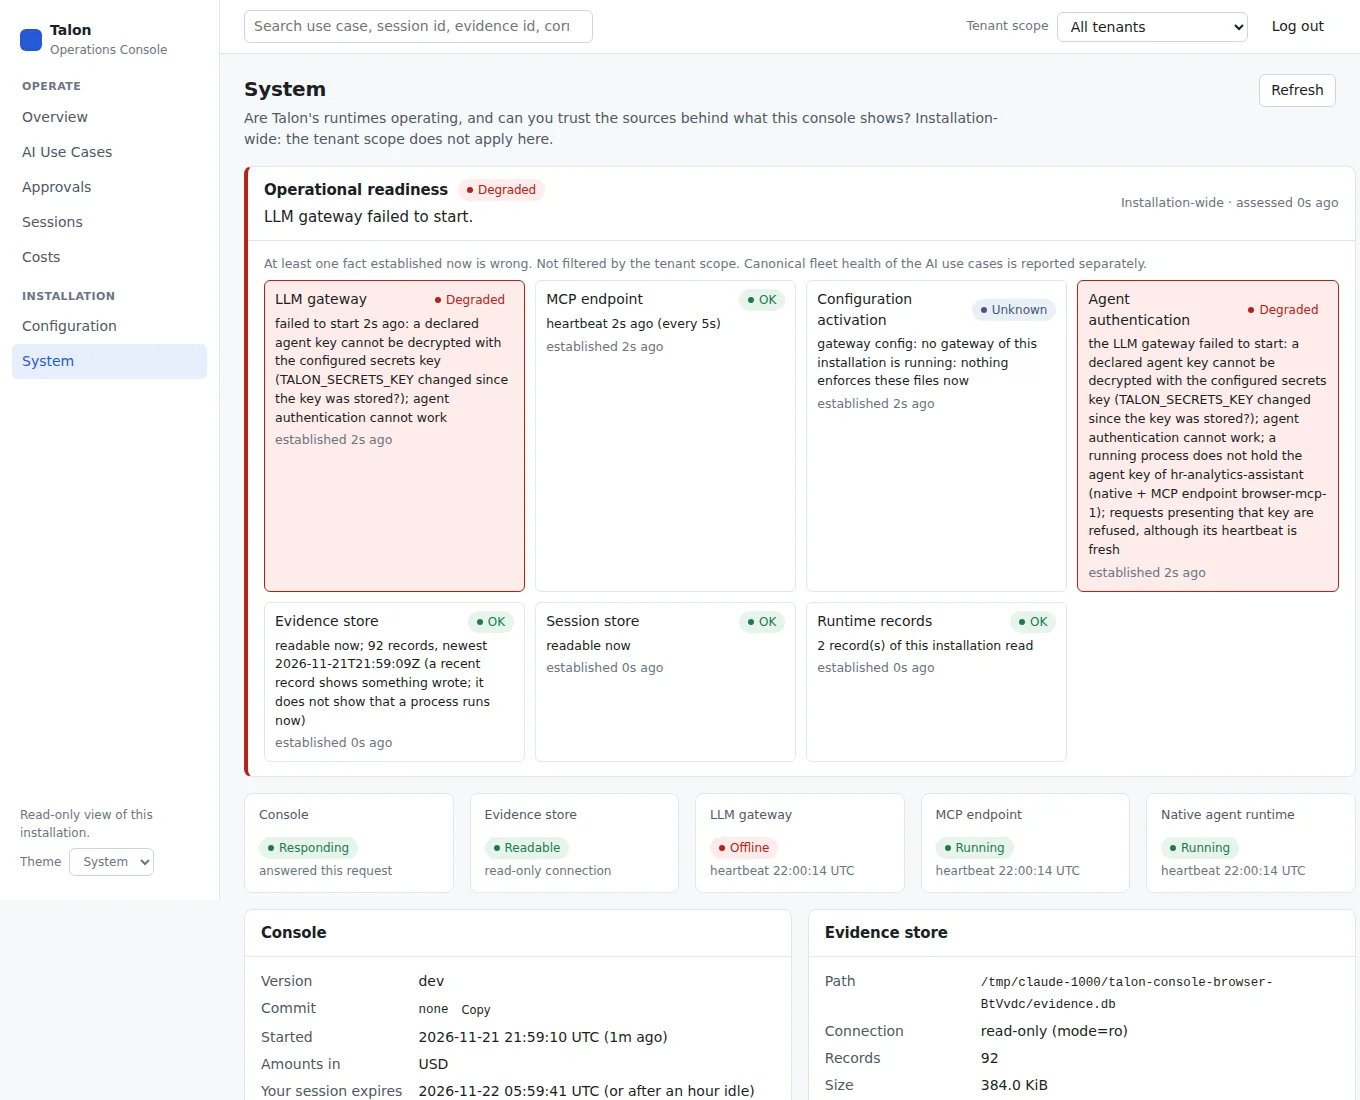 Talon
Operations Console
OPERATE
Overview
AI Use Cases
Approvals
Sessions
Costs
INSTALLATION
Configuration
System
Read-only view of this
installation.
Theme System
Search use case, session id, evidence id, corr
Tenant scope All tenants Log out
System
Refresh
Are Talon's runtimes operating, and can you trust the sources behind what this console shows? Installation-
wide: the tenant scope does not apply here.
Operational readiness Degraded
LLM gateway failed to start.
Installation-wide · assessed 0s ago
At least one fact established now is wrong. Not filtered by the tenant scope. Canonical fleet health of the AI use cases is reported separately.
LLM gateway Degraded
failed to start 2s ago: a declared
agent key cannot be decrypted with
the configured secrets key
(TALON_SECRETS_KEY changed since
the key was stored?); agent
authentication cannot work
established 2s ago
MCP endpoint OK
heartbeat 2s ago (every 5s)
established 2s ago
Configuration
activation
Unknown
gateway config: no gateway of this
installation is running: nothing
enforces these files now
established 2s ago
Agent
authentication
Degraded
the LLM gateway failed to start: a
declared agent key cannot be
decrypted with the configured secrets
key (TALON_SECRETS_KEY changed
since the key was stored?); agent
authentication cannot work; a
running process does not hold the
agent key of hr-analytics-assistant
(native + MCP endpoint browser-mcp-
1); requests presenting that key are
refused, although its heartbeat is
fresh
established 2s ago
Evidence store OK
readable now; 92 records, newest
2026-11-21T21:59:09Z (a recent
record shows something wrote; it
does not show that a process runs
now)
established 0s ago
Session store OK
readable now
established 0s ago
Runtime records OK
2 record(s) of this installation read
established 0s ago
Console
Responding
answered this request
Evidence store
Readable
read-only connection
LLM gateway
Offline
heartbeat 22:00:14 UTC
MCP endpoint
Running
heartbeat 22:00:14 UTC
Native agent runtime
Running
heartbeat 22:00:14 UTC
Console
Version dev
Commit none Copy
Started 2026-11-21 21:59:10 UTC (1m ago)
Amounts in USD
Your session expires 2026-11-22 05:59:41 UTC (or after an hour idle)
Evidence store
Path /tmp/claude-1000/talon-console-browser-
BtVvdc/evidence.db
Connection read-only (mode=ro)
Records 92
Size 384.0 KiB